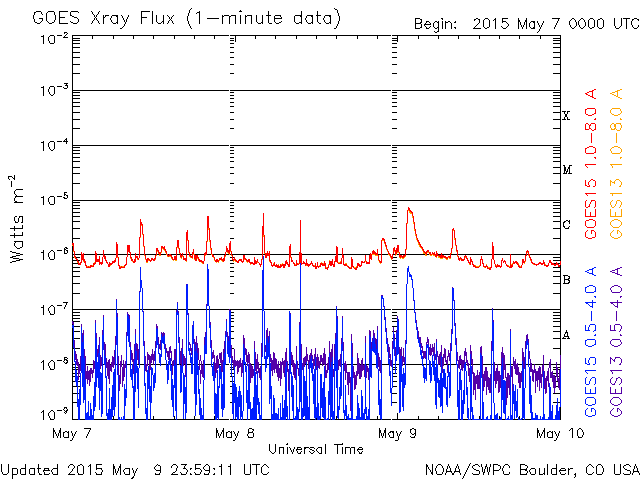 GOES Xray Flux (1-minute data)
Begin: 2015 May 7 0000 UTC
10⁻²
10⁻³
10⁻⁴
10⁻⁵
10⁻⁶
10⁻⁷
10⁻⁸
10⁻⁹
Watts m⁻²
X
M
C
B
A
GOES15 1.0-8.0 A
GOES13 1.0-8.0 A
GOES15 0.5-4.0 A
GOES13 0.5-4.0 A
May 7
May 8
May 9
May 10
Universal Time
Updated 2015 May 9 23:59:11 UTC
NOAA/SWPC Boulder, CO USA